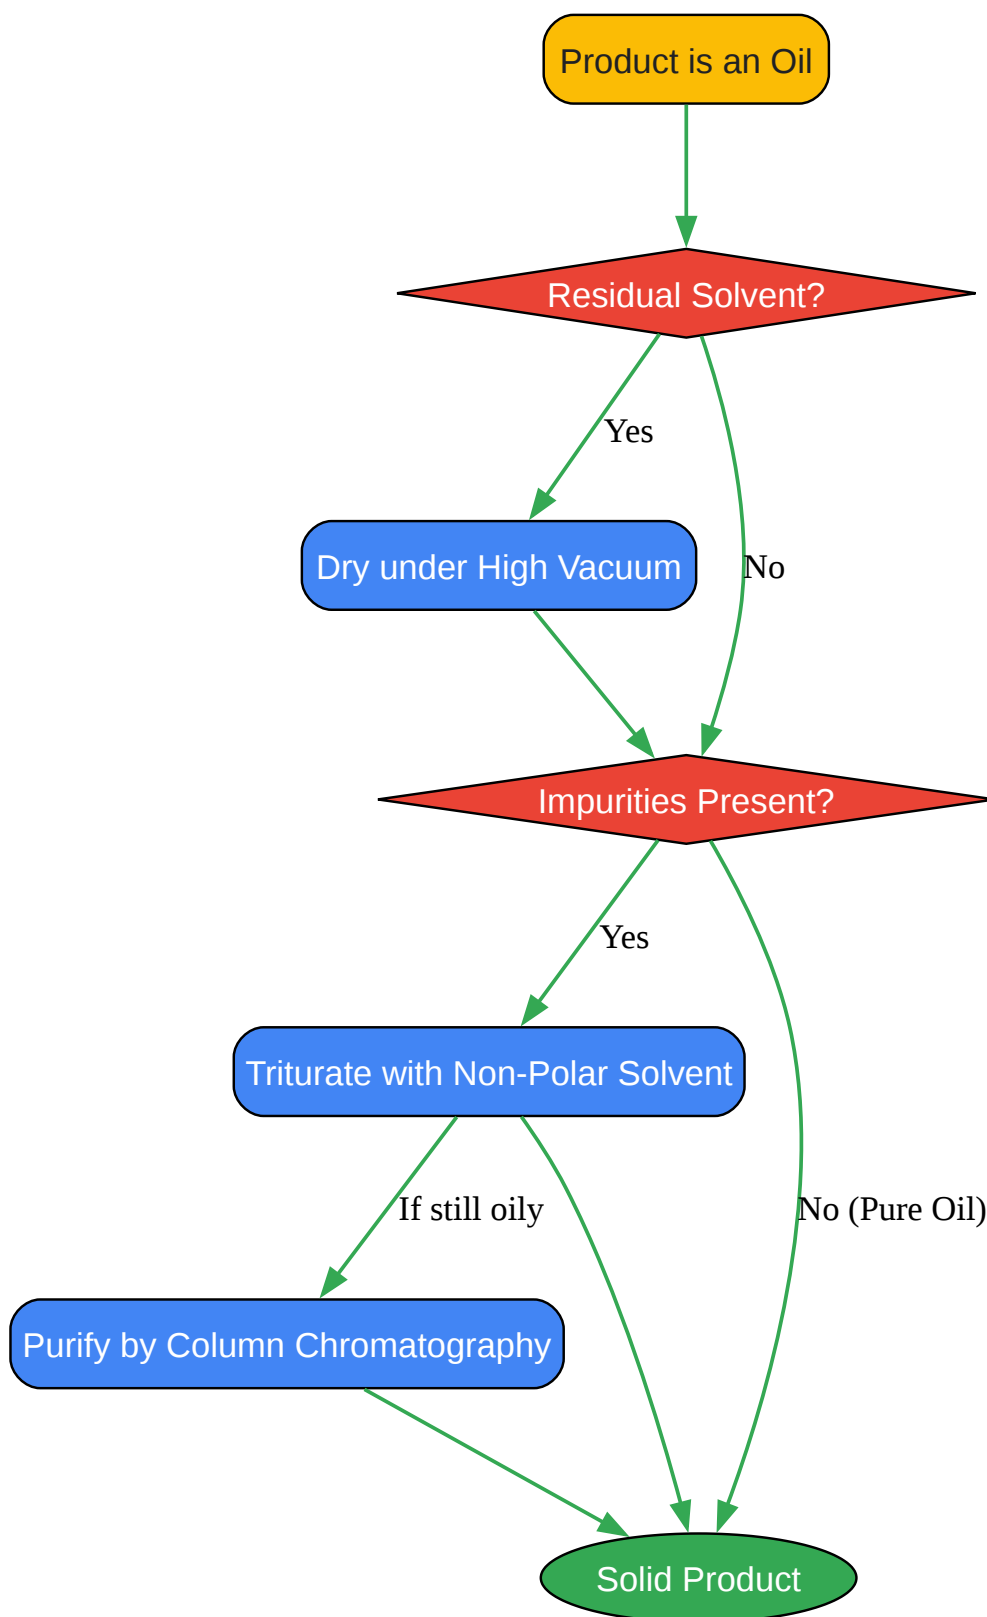 Product is an Oil
Residual Solvent?
Yes
Dry under High Vacuum
No
Impurities Present?
Yes
Triturate with Non-Polar Solvent
If still oily
No (Pure Oil)
Purify by Column Chromatography
Solid Product